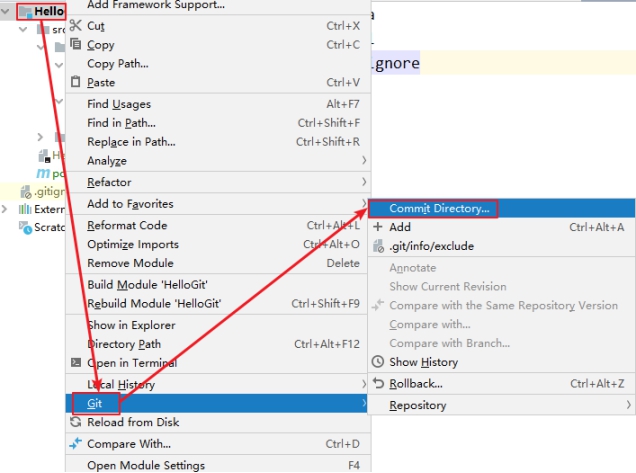 Hello
src
H
po
.gitign
Extern
Scratc
a
ignore
Add Framework Support...
Cut Ctrl+X
Copy Ctrl+C
Copy Path...
Paste Ctrl+V
Find Usages Alt+F7
Find in Path... Ctrl+Shift+F
Replace in Path... Ctrl+Shift+R
Analyze
Refactor
Add to Favorites
Reformat Code Ctrl+Alt+L
Optimize Imports Ctrl+Alt+O
Remove Module Delete
Build Module 'HelloGit'
Rebuild Module 'HelloGit' Ctrl+Shift+F9
Show in Explorer
Directory Path Ctrl+Alt+F12
Open in Terminal
Local History
Git
Reload from Disk
Compare With... Ctrl+D
Open Module Settings F4
Commit Directory...
Add Ctrl+Alt+A
.git/info/exclude
Annotate
Show Current Revision
Compare with the Same Repository Version
Compare with...
Compare with Branch...
Show History
Rollback... Ctrl+Alt+Z
Repository